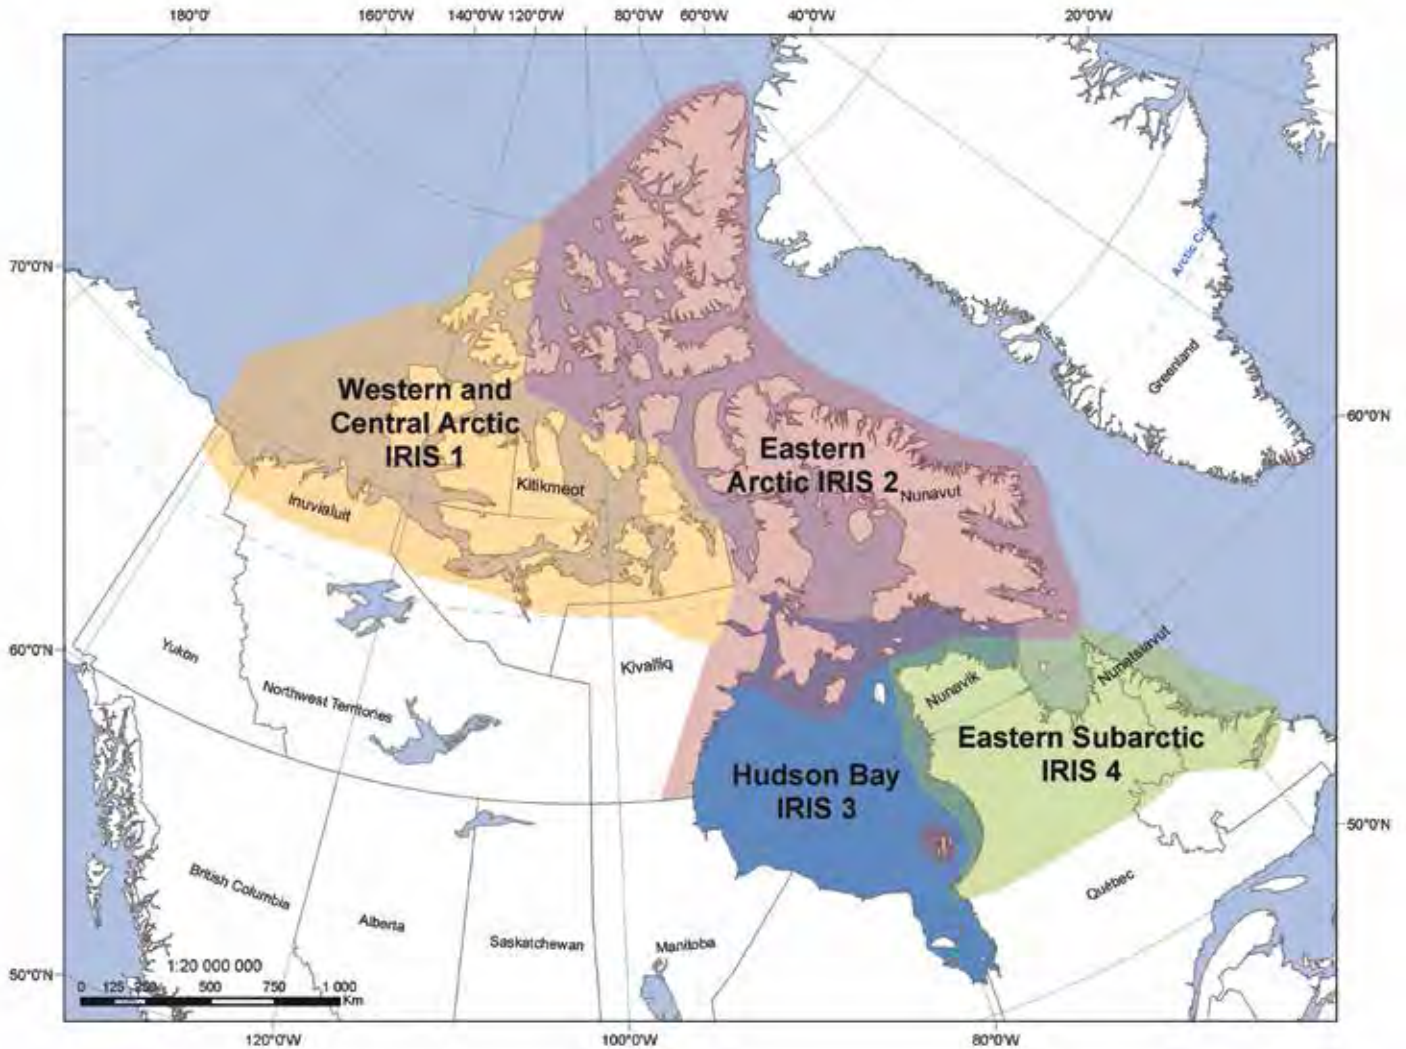 180°0'
160°0'W
140°0'W
120°0'W
80°0'W
60°0'W
40°0'W
20°0'W
70°0'N
60°0'N
50°0'N
60°0'N
50°0'N
120°0'W
100°0'W
80°0'W
Arctic Circle
Greenland
Western and
Central Arctic
IRIS 1
Eastern
Arctic IRIS 2
Nunavut
Kitikmeot
Inuvialuit
Yukon
Northwest Territories
Kivalliq
Nunavik
Nunatsiavut
Eastern Subarctic
IRIS 4
Hudson Bay
IRIS 3
Québec
British Columbia
Alberta
Saskatchewan
Manitoba
1:20 000 000
0 125 250 500 750 1 000
Km